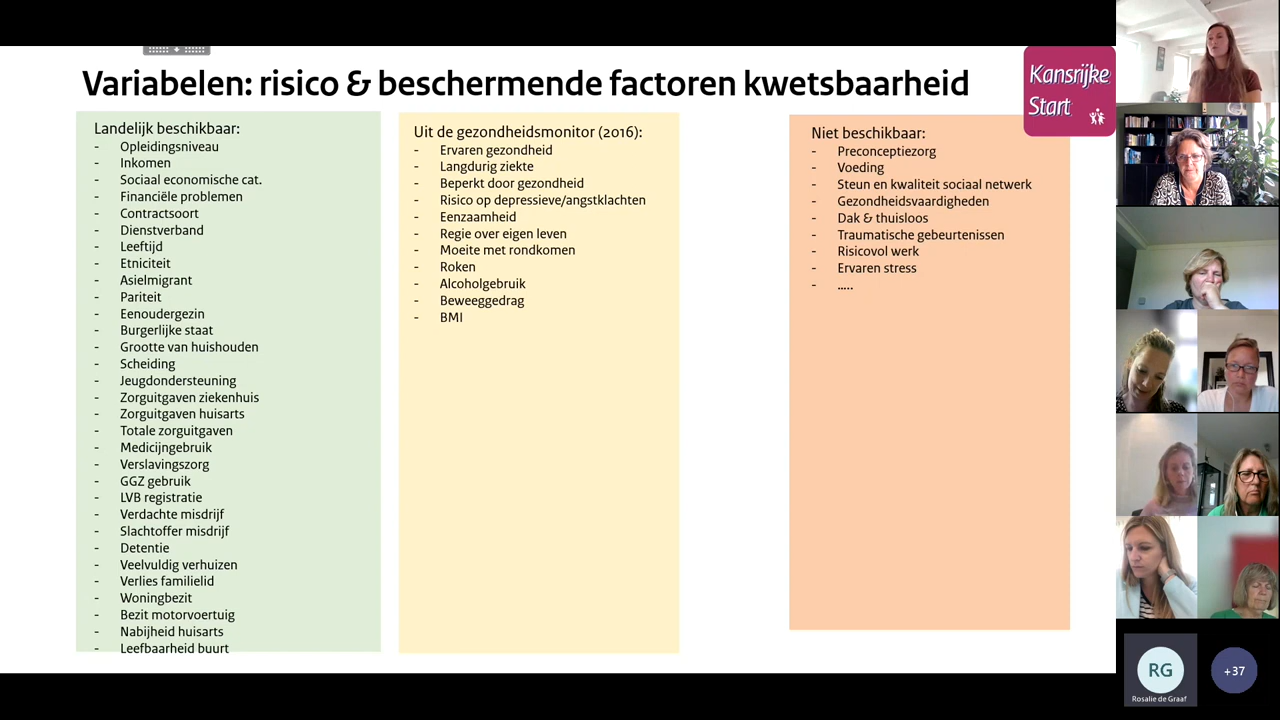 Variabelen: risico & beschermende factoren kwetsbaarheid
Kansrijke
Start
Landelijk beschikbaar:
- Opleidingsniveau
- Inkomen
- Sociaal economische cat.
- Financiële problemen
- Contractsoort
- Dienstverband
- Leeftijd
- Etniciteit
- Asielmigrant
- Pariteit
- Eenoudergezin
- Burgerlijke staat
- Grootte van huishouden
- Scheiding
- Jeugdondersteuning
- Zorguitgaven ziekenhuis
- Zorguitgaven huisarts
- Totale zorguitgaven
- Medicijngebruik
- Verslavingszorg
- GGZ gebruik
- LVB registratie
- Verdachte misdrijf
- Slachtoffer misdrijf
- Detentie
- Veelvuldig verhuizen
- Verlies familielid
- Woningbezit
- Bezit motorvoertuig
- Nabijheid huisarts
- Leefbaarheid buurt
Uit de gezondheidsmonitor (2016):
- Ervaren gezondheid
- Langdurig ziekte
- Beperkt door gezondheid
- Risico op depressieve/angstklachten
- Eenzaamheid
- Regie over eigen leven
- Moeite met rondkomen
- Roken
- Alcoholgebruik
- Beweeggedrag
- BMI
Niet beschikbaar:
- Preconceptiezorg
- Voeding
- Steun en kwaliteit sociaal netwerk
- Gezondheidsvaardigheden
- Dak & thuisloos
- Traumatische gebeurtenissen
- Risicovol werk
- Ervaren stress
- .....
RG
Rosalie de Graaf
+37